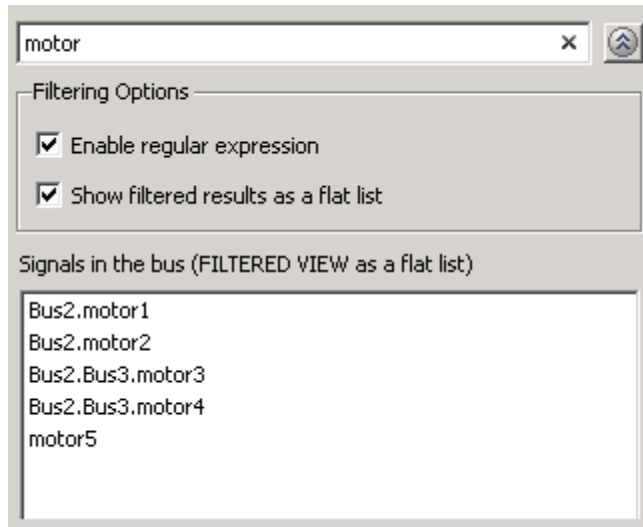 motor
Filtering Options
Enable regular expression
Show filtered results as a flat list
Signals in the bus (FILTERED VIEW as a flat list)
Bus2.motor1
Bus2.motor2
Bus2.Bus3.motor3
Bus2.Bus3.motor4
motor5